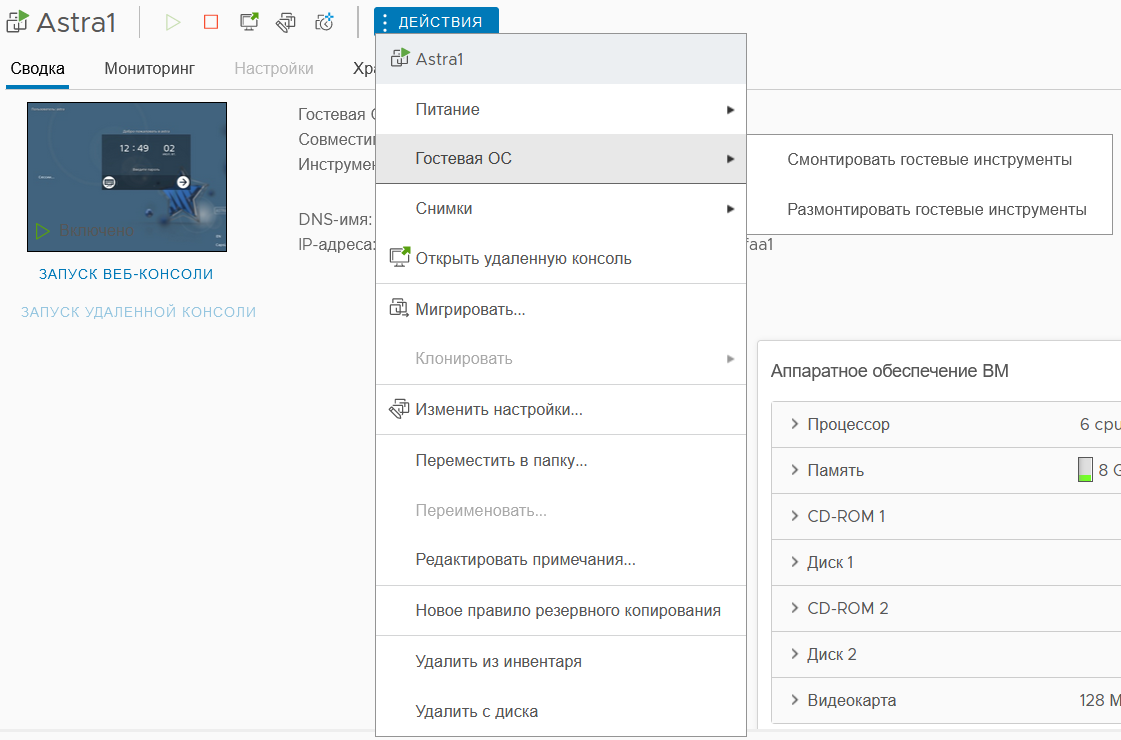 Astra1
ДЕЙСТВИЯ
Сводка
Мониторинг
Настройки
Хра
12 : 49 02
Включено
ЗАПУСК ВЕБ-КОНСОЛИ
ЗАПУСК УДАЛЕННОЙ КОНСОЛИ
Гостевая
Совмести
Инструмен
DNS-имя:
IP-адреса:
faa1
Astra1
Питание
Гостевая ОС
Снимки
Открыть удаленную консоль
Мигрировать...
Клонировать
Изменить настройки...
Переместить в папку...
Переименовать...
Редактировать примечания...
Новое правило резервного копирования
Удалить из инвентаря
Удалить с диска
Смонтировать гостевые инструменты
Размонтировать гостевые инструменты
Аппаратное обеспечение ВМ
Процессор 6 cpu
Память 8 G
CD-ROM 1
Диск 1
CD-ROM 2
Диск 2
Видеокарта 128 M